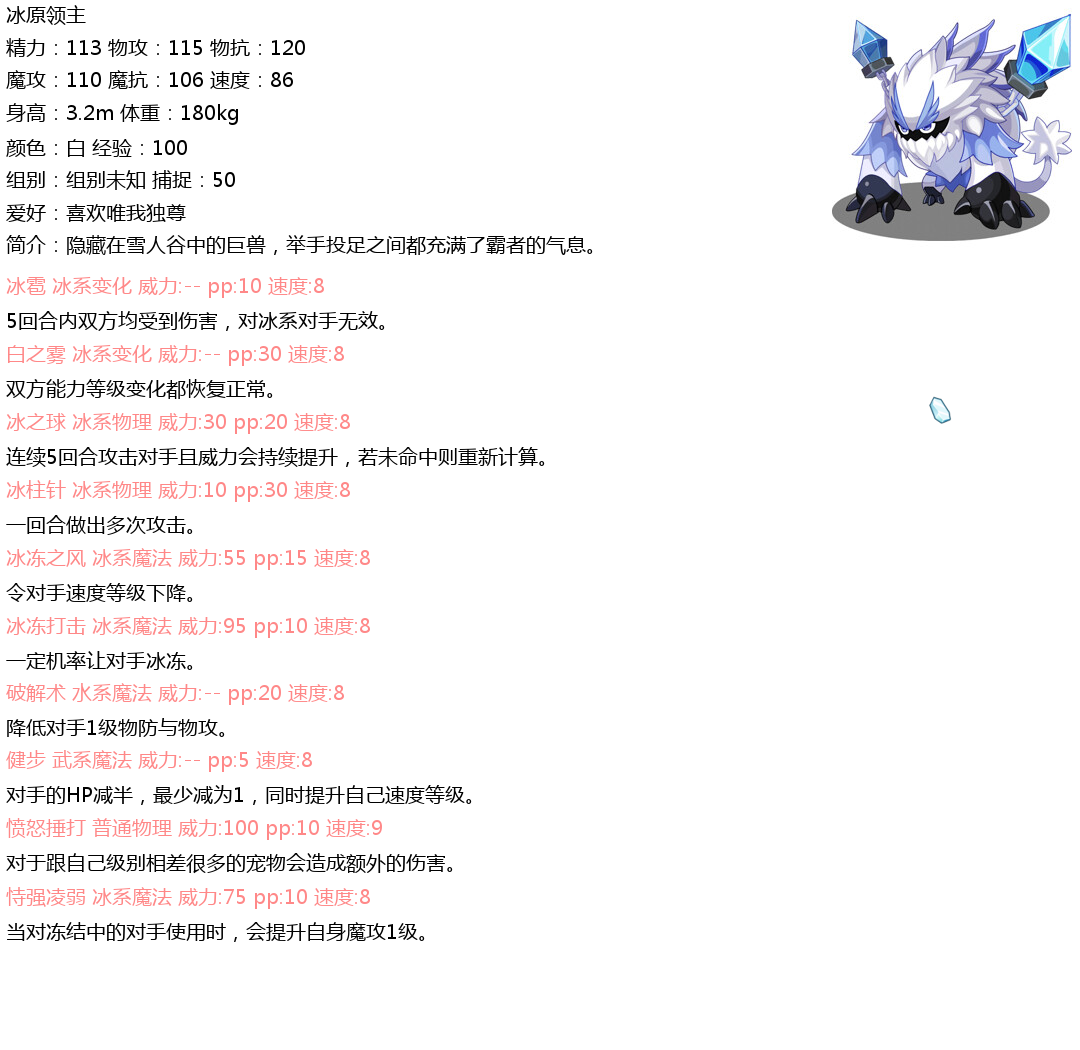 冰原领主
精力：113 物攻：115 物抗：120
魔攻：110 魔抗：106 速度：86
身高：3.2m 体重：180kg
颜色：白 经验：100
组别：组别未知 捕捉：50
爱好：喜欢唯我独尊
简介：隐藏在雪人谷中的巨兽，举手投足之间都充满了霸者的气息。
冰雹 冰系变化 威力:-- pp:10 速度:8
5回合内双方均受到伤害，对冰系对手无效。
白之雾 冰系变化 威力:-- pp:30 速度:8
双方能力等级变化都恢复正常。
冰之球 冰系物理 威力:30 pp:20 速度:8
连续5回合攻击对手且威力会持续提升，若未命中则重新计算。
冰柱针 冰系物理 威力:10 pp:30 速度:8
一回合做出多次攻击。
冰冻之风 冰系魔法 威力:55 pp:15 速度:8
令对手速度等级下降。
冰冻打击 冰系魔法 威力:95 pp:10 速度:8
一定机率让对手冰冻。
破解术 水系魔法 威力:-- pp:20 速度:8
降低对手1级物防与物攻。
健步 武系魔法 威力:-- pp:5 速度:8
对手的HP减半，最少减为1，同时提升自己速度等级。
愤怒捶打 普通物理 威力:100 pp:10 速度:9
对于跟自己级别相差很多的宠物会造成额外的伤害。
恃强凌弱 冰系魔法 威力:75 pp:10 速度:8
当对冻结中的对手使用时，会提升自身魔攻1级。